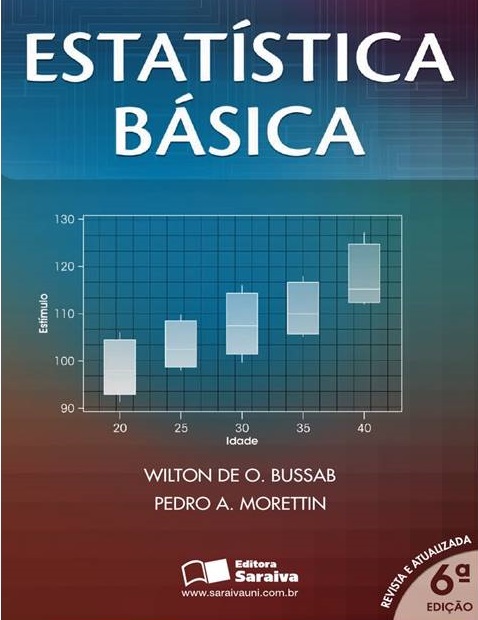 ESTATÍSTICA
BÁSICA
130
120
110
100
90
Estímulo
20 25 30 35 40
Idade
WILTON DE O. BUSSAB
PEDRO A. MORETTIN
Editora
Saraiva
www.saraivauni.com.br
REVISTA E ATUALIZADA
6ª
EDIÇÃO